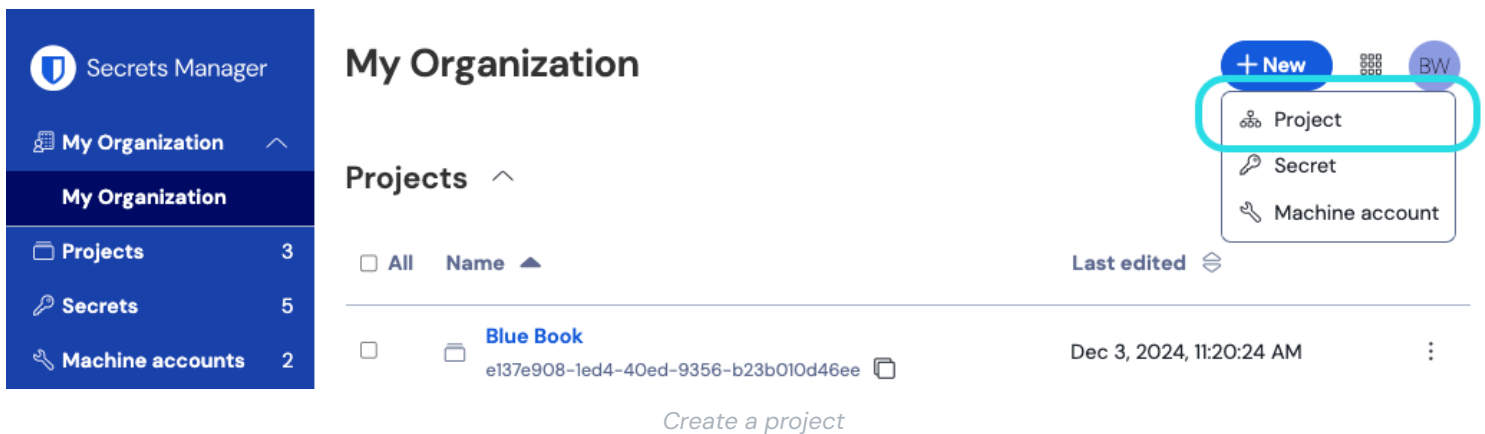 Secrets Manager
My Organization
My Organization
Projects 3
Secrets 5
Machine accounts 2
My Organization
+ New
BW
Project
Secret
Machine account
Projects
All Name Last edited
Blue Book
e137e908-1ed4-40ed-9356-b23b010d46ee
Dec 3, 2024, 11:20:24 AM
Create a project